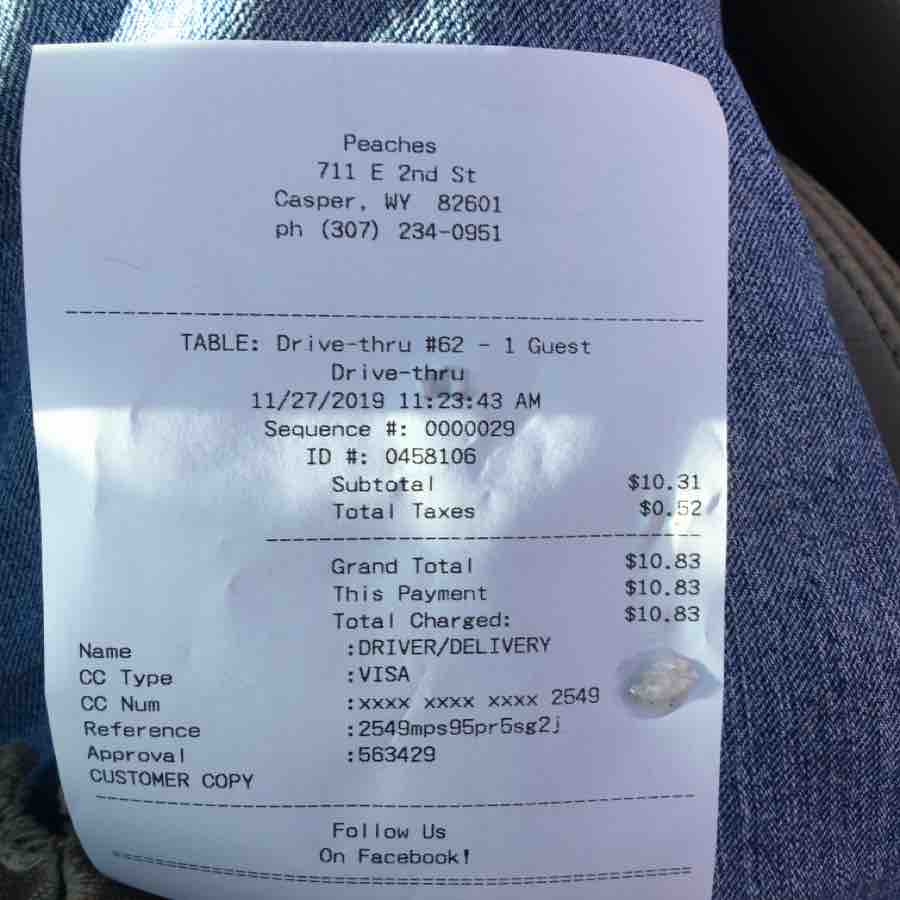 Peaches
711 E 2nd St
Casper, WY 82601
ph (307) 234-0951
TABLE: Drive-thru #62 - 1 Guest
Drive-thru
11/27/2019 11:23:43 AM
Sequence #: 0000029
ID #: 0458106
Subtotal $10.31
Total Taxes $0.52
Grand Total $10.83
This Payment $10.83
Total Charged: $10.83
Name :DRIVER/DELIVERY
CC Type :VISA
CC Num :xxxx xxxx xxxx 2549
Reference :2549mps95pr5sg2j
Approval :563429
CUSTOMER COPY
Follow Us
On Facebook!